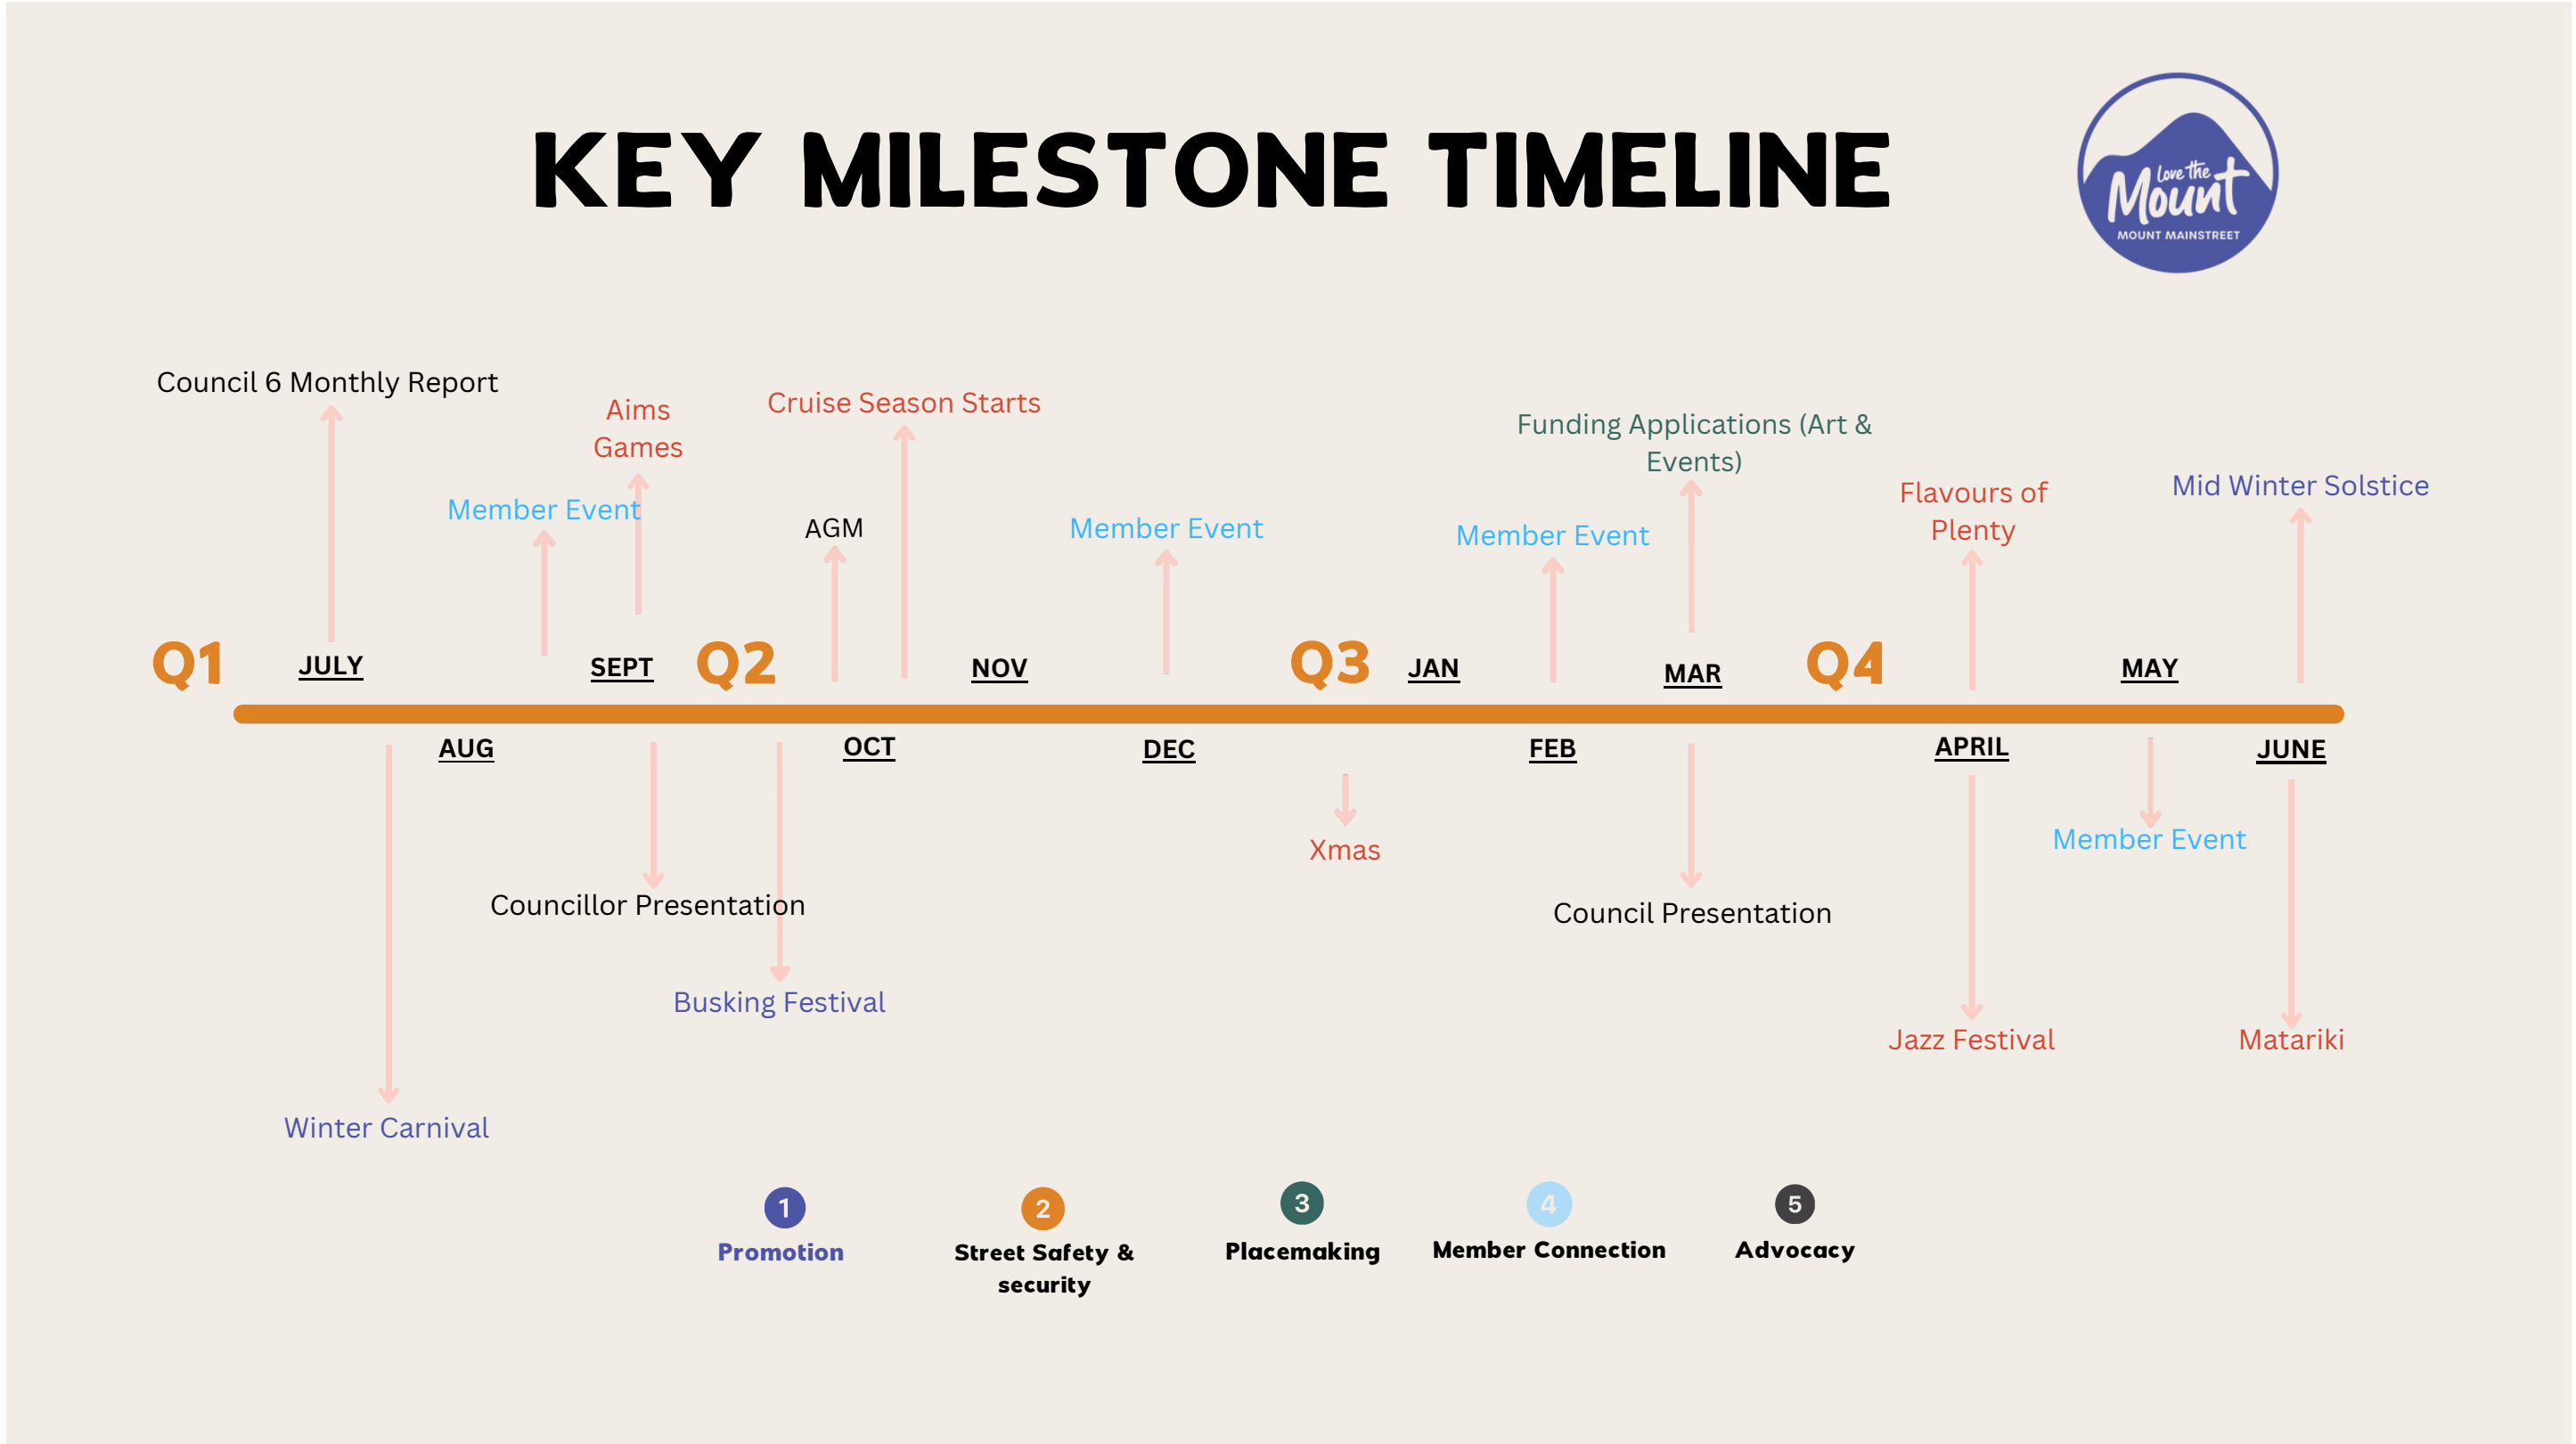 KEY MILESTONE TIMELINE
Love the
Mount
MOUNT MAINSTREET
Council 6 Monthly Report
Aims
Games
Cruise Season Starts
Funding Applications (Art &
Events)
Flavours of
Plenty
Mid Winter Solstice
Member Event
AGM
Member Event
Member Event
Q1
JULY
SEPT
Q2
NOV
Q3
JAN
MAR
Q4
MAY
AUG
OCT
DEC
FEB
APRIL
JUNE
Xmas
Member Event
Councillor Presentation
Council Presentation
Busking Festival
Jazz Festival
Matariki
Winter Carnival
1
Promotion
2
Street Safety &
security
3
Placemaking
4
Member Connection
5
Advocacy